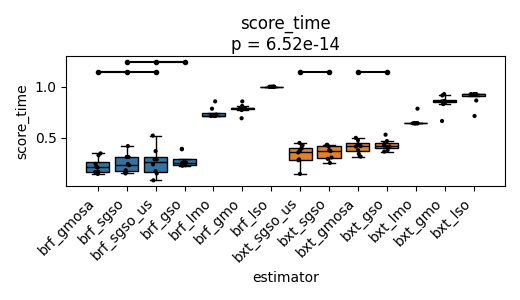 score_time
p = 6.52e-14
score_time
1.0
0.5
brf_gmosa
brf_sgso
brf_sgso_us
brf_gso
brf_lmo
brf_gmo
brf_lso
bxt_sgso_us
bxt_sgso
bxt_gmosa
bxt_gso
bxt_lmo
bxt_gmo
bxt_lso
estimator